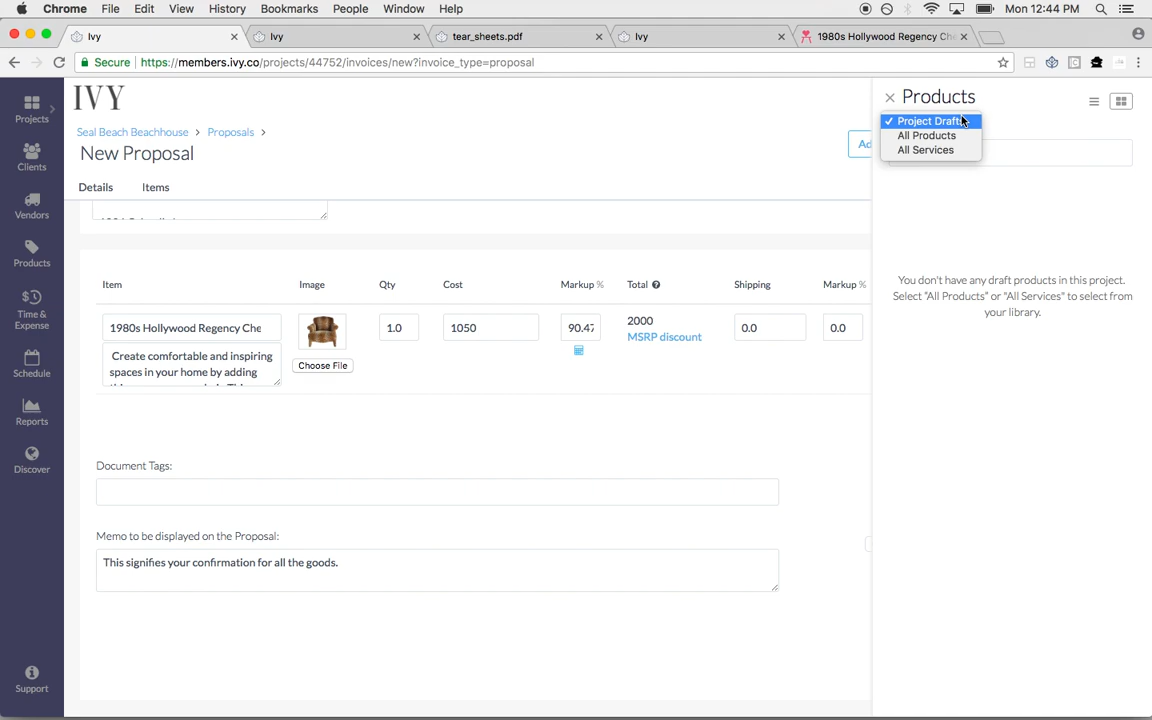 Chrome File Edit View History Bookmarks People Window Help Mon 12:44 PM
Ivy
Ivy
tear_sheets.pdf
Ivy
1980s Hollywood Regency Che
Secure https://members.ivy.co/projects/44752/invoices/new?invoice_type=proposal
Projects
Clients
Vendors
Products
Time &
Expense
Schedule
Reports
Discover
Support
IVY
Seal Beach Beachhouse > Proposals >
New Proposal
Details Items
Item Image Qty Cost Markup % Total Shipping Markup %
1980s Hollywood Regency Che
1.0 1050 90.47 2000 0.0 0.0
MSRP discount
Create comfortable and inspiring
spaces in your home by adding
Choose File
Document Tags:
Memo to be displayed on the Proposal:
This signifies your confirmation for all the goods.
Products
✓ Project Drafts
All Products
All Services
You don't have any draft products in this project.
Select "All Products" or "All Services" to select from
your library.